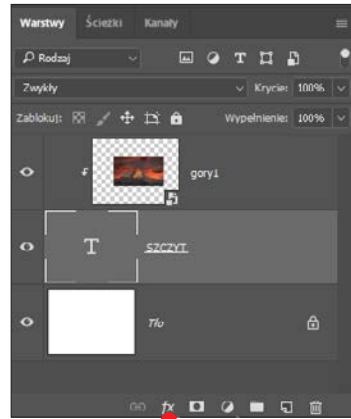 Warstwy Ścieżki Kanały
Rodzaj
Zwykły Krycie: 100%
Zablokuj: Wypełnienie: 100%
gory1
T SZCZYT
Tło
fx